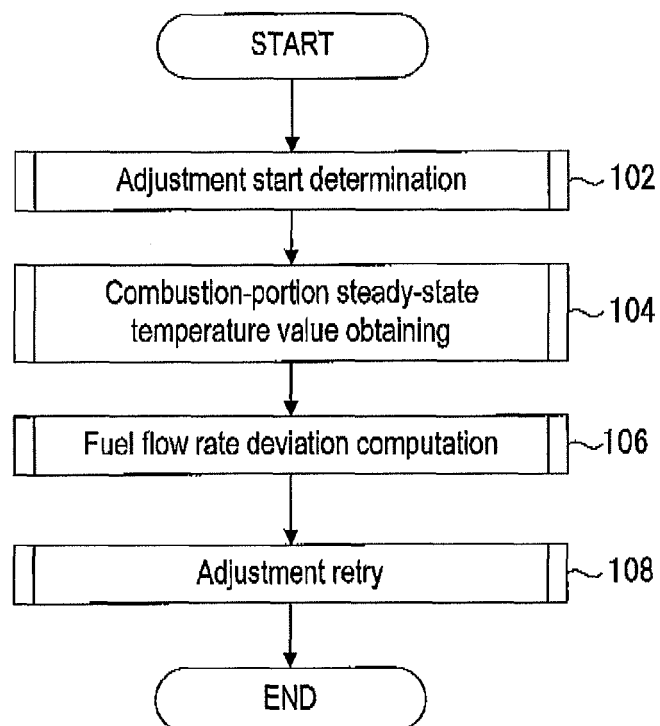 START
Adjustment start determination
102
Combustion-portion steady-state
temperature value obtaining
104
Fuel flow rate deviation computation
106
Adjustment retry
108
END